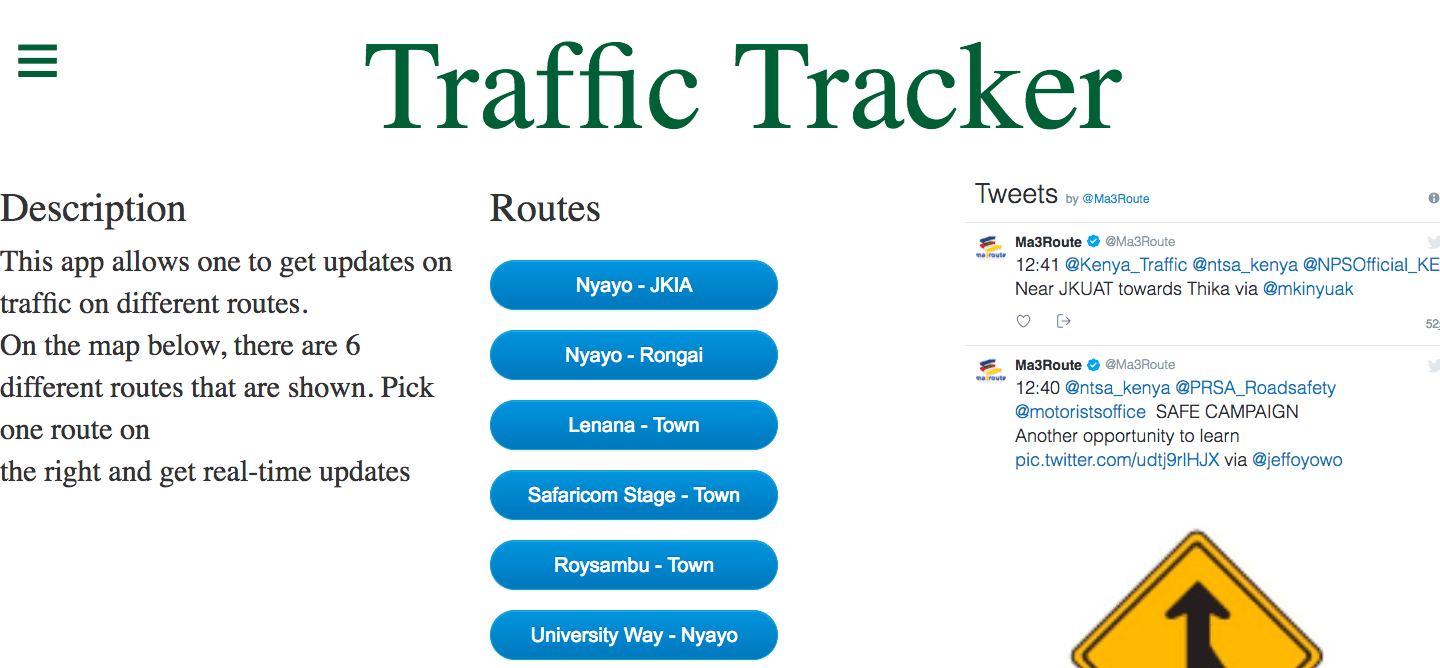 Traffic Tracker
Description
This app allows one to get updates on
traffic on different routes.
On the map below, there are 6
different routes that are shown. Pick
one route on
the right and get real-time updates
Routes
Nyayo - JKIA
Nyayo - Rongai
Lenana - Town
Safaricom Stage - Town
Roysambu - Town
University Way - Nyayo
Tweets by @Ma3Route
Ma3Route @Ma3Route
ma3route
12:41 @Kenya_Traffic @ntsa_kenya @NPSOfficial_KE
Near JKUAT towards Thika via @mkinyuak
Ma3Route @Ma3Route
ma3route
12:40 @ntsa_kenya @PRSA_Roadsafety
@motoristsoffice SAFE CAMPAIGN
Another opportunity to learn
pic.twitter.com/udtj9rlHJX via @jeffoyowo